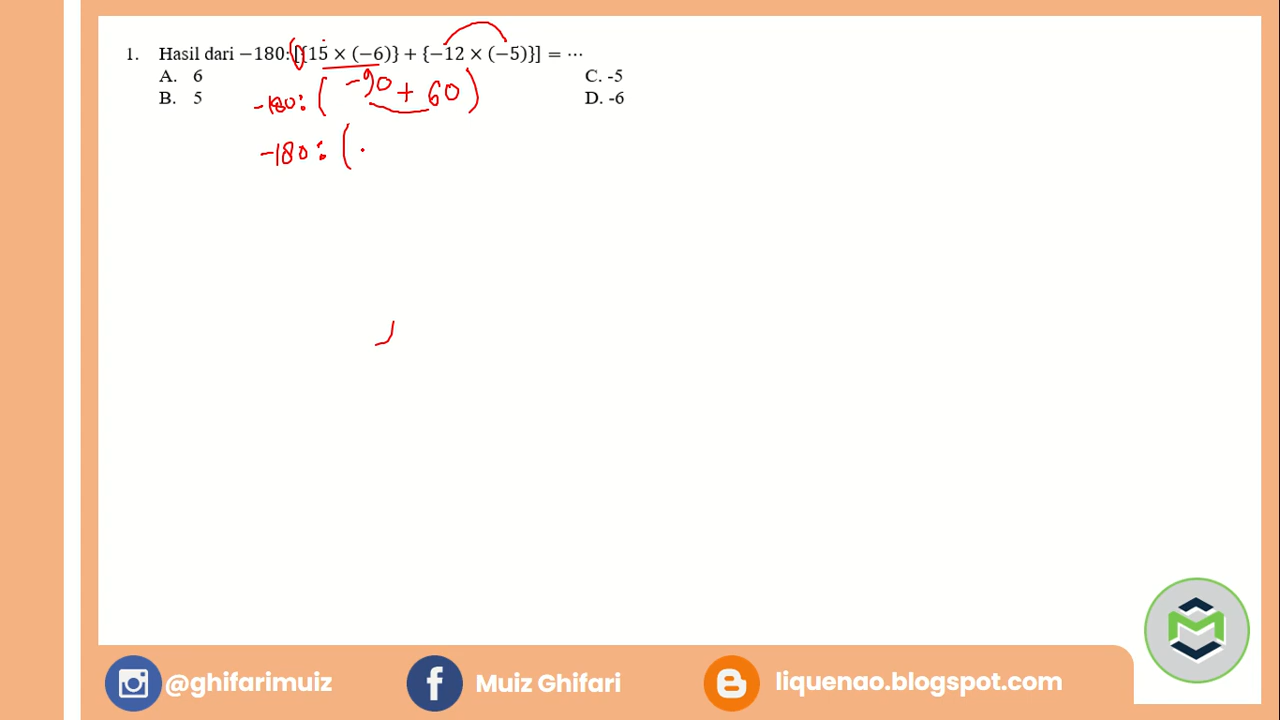 1. Hasil dari −180: [{15 × (−6)} + {−12 × (−5)}] = ⋯
A. 6 C. -5
B. 5 D. -6
-180: ( -90 + 60 )
-180 : (
@ghifarimuiz Muiz Ghifari liquenao.blogspot.com